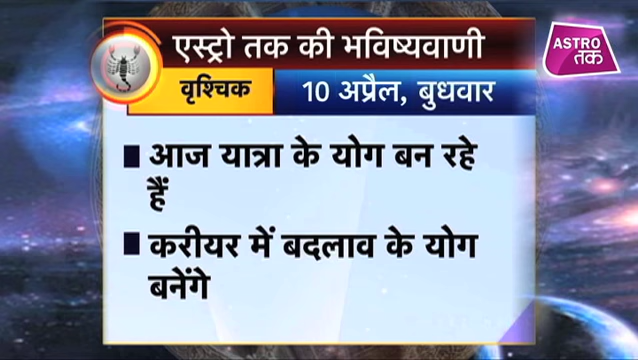 एस्ट्रो तक की भविष्यवाणी
ASTRO
तक
वृश्चिक
10 अप्रैल, बुधवार
आज यात्रा के योग बन रहे
हैं
करीयर में बदलाव के योग
बनेंगे